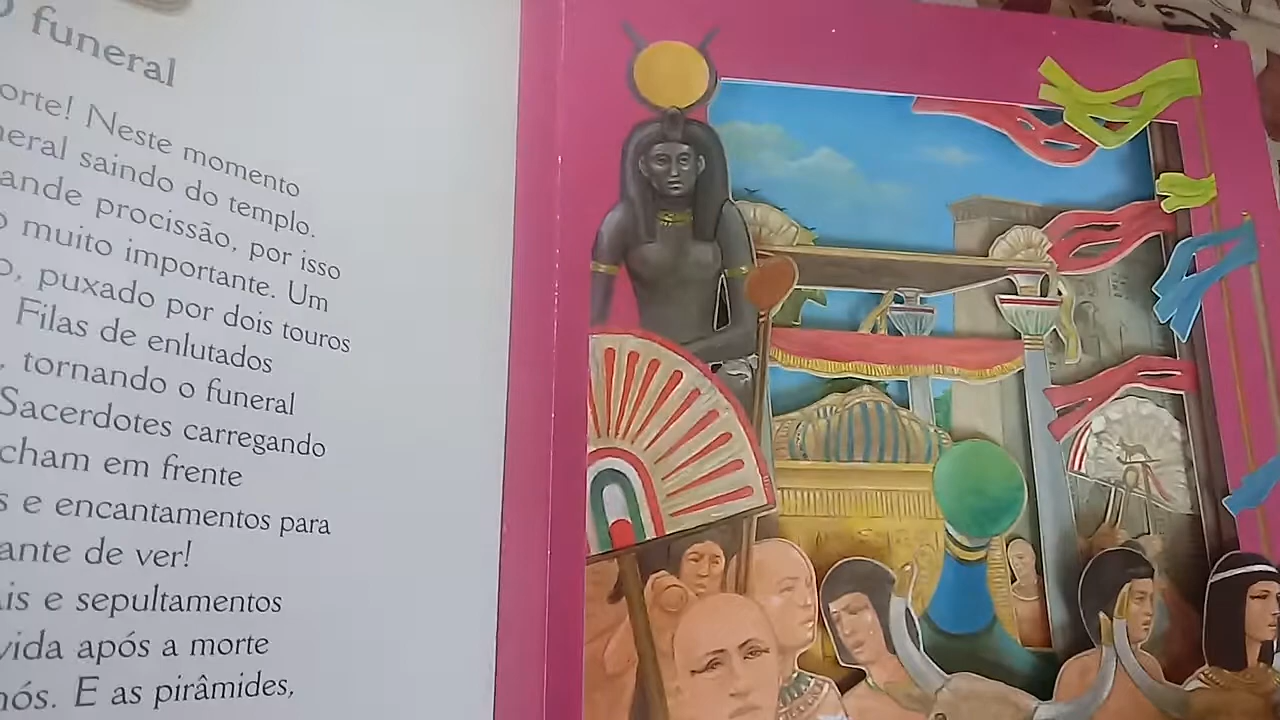 funeral
orte! Neste momento
neral saindo do templo.
ande procissão, por isso
o muito importante. Um
o, puxado por dois touros
Filas de enlutados
, tornando o funeral
Sacerdotes carregando
cham em frente
s e encantamentos para
ante de ver!
is e sepultamentos
vida após a morte
nós. E as pirâmides,